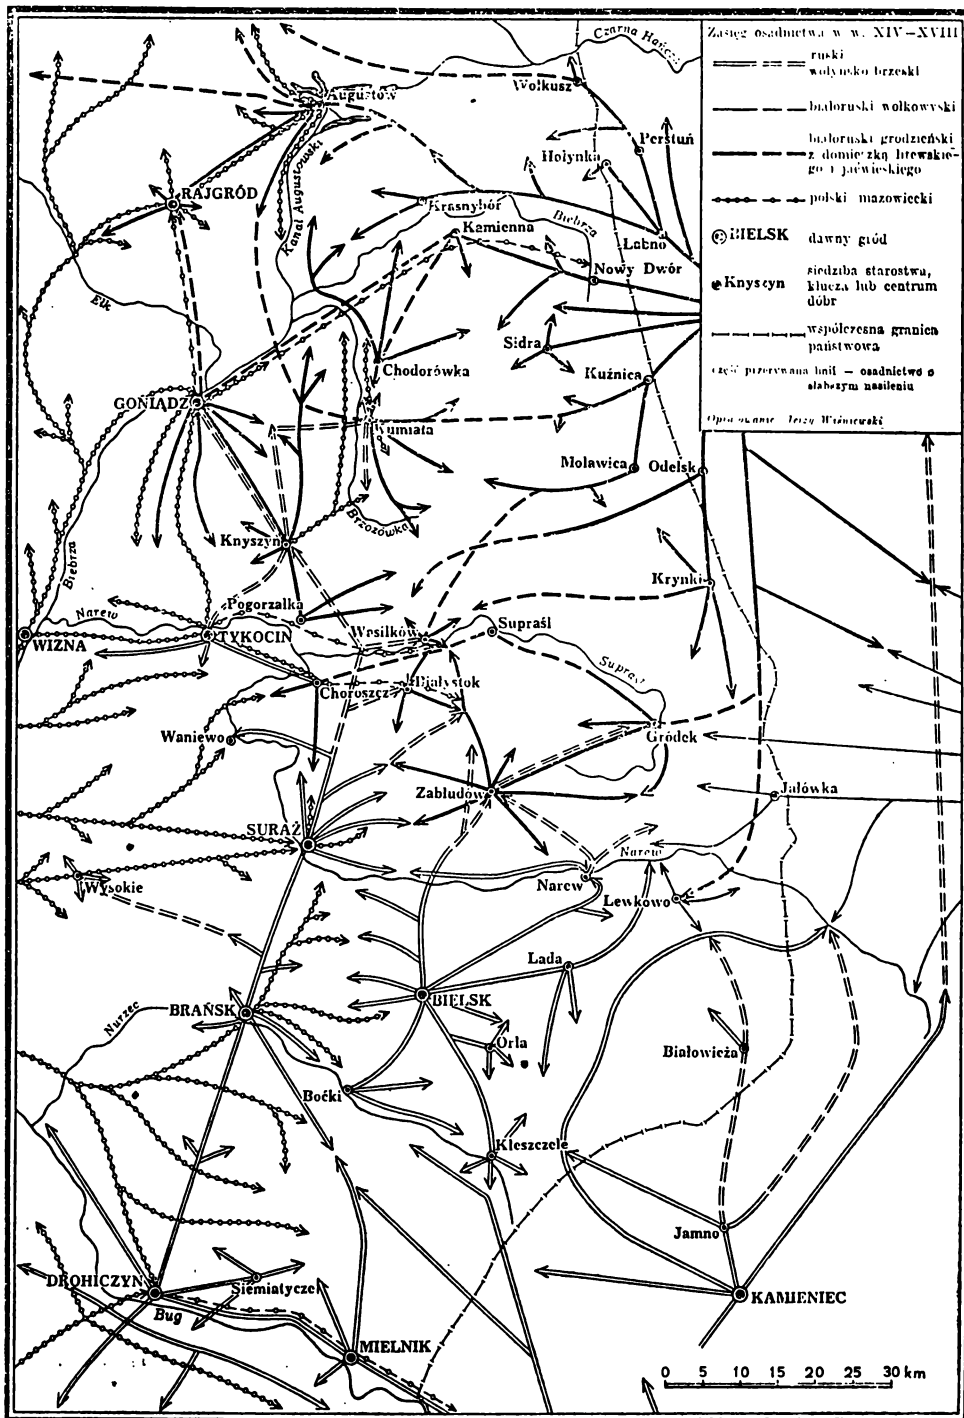 Zasięg osadnictwa w w. XIV–XVIII
ruski
wołyńsko brzeski
białoruski wołkowyski
białoruski grodzieński
z domieszką litewskie-
go i jaćwieskiego
polski mazowiecki
BIELSK
dawny gród
Knyszyn
siedziba starostwa,
klucza lub centrum
dóbr
współczesna granica
państwowa
część przerywana linii – osadnictwo o
słabszym nasileniu
Opracowanie Jerzy Wiśniewski
Czarna Hańcza
Wołkusz
Augustów
Perstuń
Hołynka
Kanał Augustowski
RAJGRÓD
Krasnybór
Biebrza
Kamienna
Łabno
Nowy Dwór
Ełk
Sidra
Chodorówka
Kuźnica
GONIĄDZ
Kumiała
Molawica
Odelsk
Brzozówka
Knyszyń
Biebrza
Krynki
Narew
Pogorzałka
WIZNA
TYKOCIN
Wasilków
Supraśl
Supraśl
Choroszcz
Białystok
Waniewo
Gródek
Zabłudów
Jałówka
SURAŻ
Narew
Wysokie
Narew
Lewkowo
Łada
BRAŃSK
BIELSK
Nurzec
Orla
Białowieża
Boćki
Kleszczele
Jamno
DROHICZYN
Siemiatycze
Bug
KAMIENIEC
MIELNIK
0 5 10 15 20 25 30 km